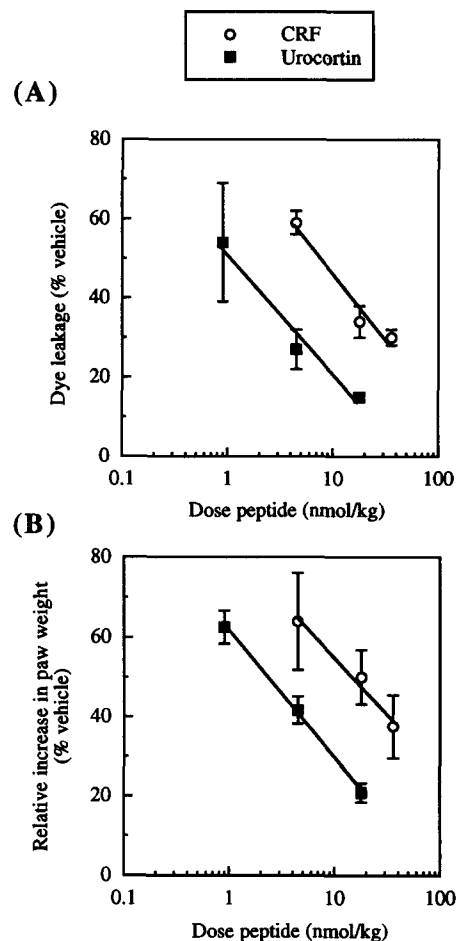 CRF
Urocortin
(A)
80
60
40
20
0
Dye leakage (% vehicle)
0.1 1 10 100
Dose peptide (nmol/kg)
(B)
80
60
40
20
0
Relative increase in paw weight
(% vehicle)
0.1 1 10 100
Dose peptide (nmol/kg)